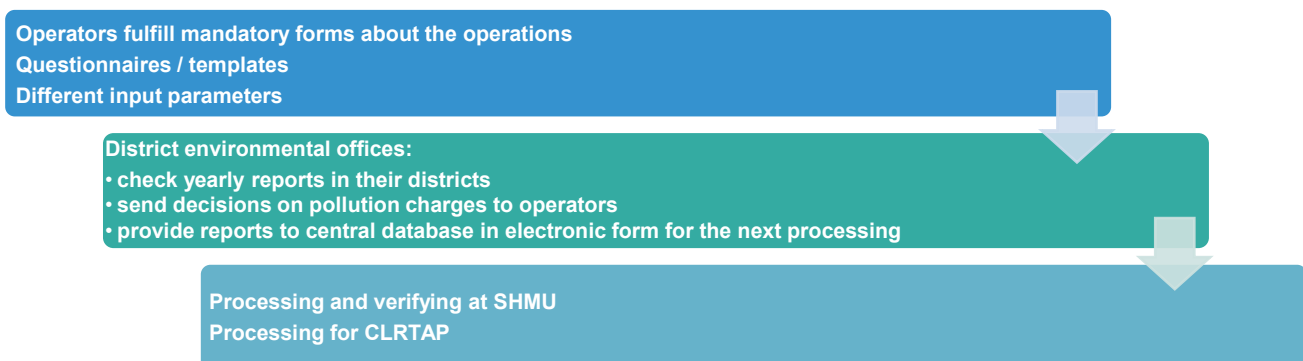 Operators fulfill mandatory forms about the operations
Questionnaires / templates
Different input parameters
District environmental offices:
• check yearly reports in their districts
• send decisions on pollution charges to operators
• provide reports to central database in electronic form for the next processing
Processing and verifying at SHMU
Processing for CLRTAP